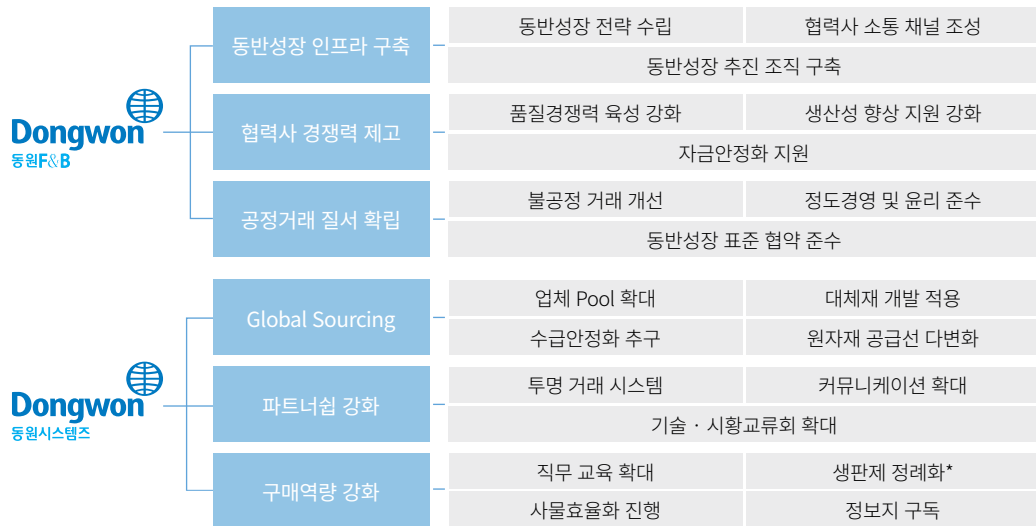 Dongwon
동원F&B
동반성장 인프라 구축
동반성장 전략 수립
협력사 소통 채널 조성
동반성장 추진 조직 구축
협력사 경쟁력 제고
품질경쟁력 육성 강화
생산성 향상 지원 강화
자금안정화 지원
공정거래 질서 확립
불공정 거래 개선
정도경영 및 윤리 준수
동반성장 표준 협약 준수
Dongwon
동원시스템즈
Global Sourcing
업체 Pool 확대
대체재 개발 적용
수급안정화 추구
원자재 공급선 다변화
파트너쉽 강화
투명 거래 시스템
커뮤니케이션 확대
기술 · 시황교류회 확대
구매역량 강화
직무 교육 확대
생판제 정례화*
사물효율화 진행
정보지 구독